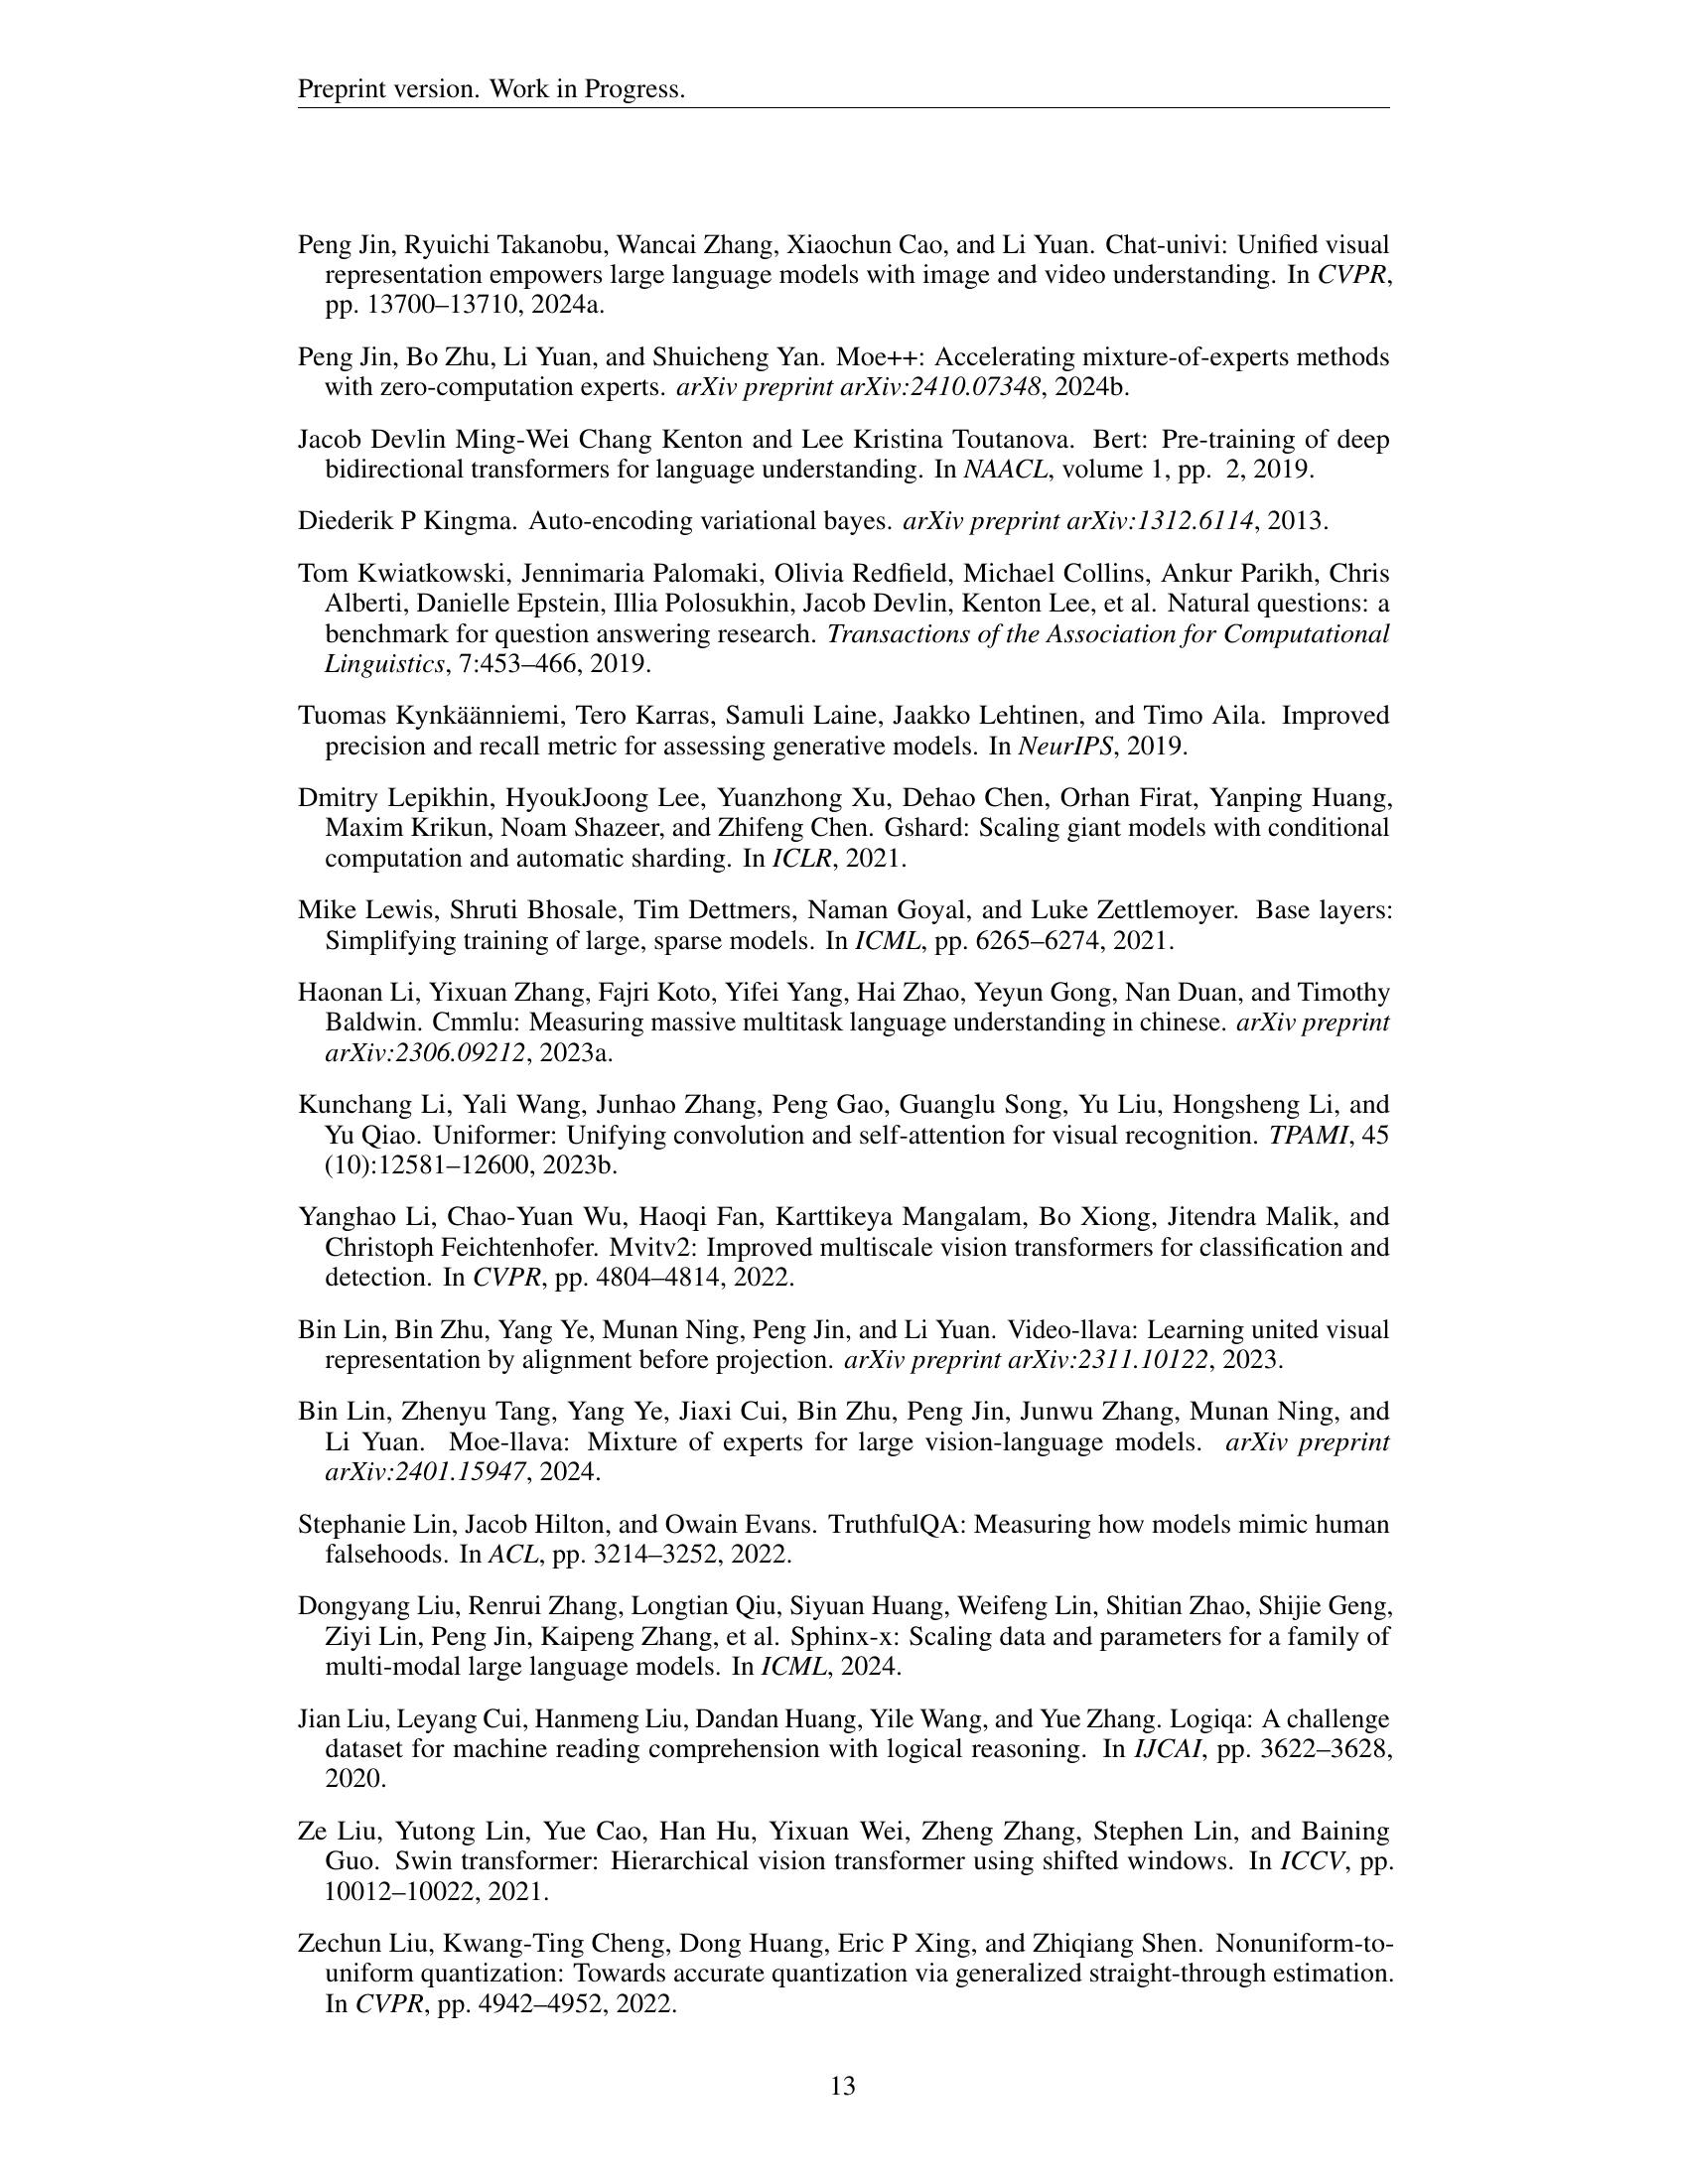 Preprint version. Work in Progress.
Peng Jin, Ryuichi Takanobu, Wancai Zhang, Xiaochun Cao, and Li Yuan. Chat-univi: Unified visual
representation empowers large language models with image and video understanding. In CVPR,
pp. 13700–13710, 2024a.
Peng Jin, Bo Zhu, Li Yuan, and Shuicheng Yan. Moe++: Accelerating mixture-of-experts methods
with zero-computation experts. arXiv preprint arXiv:2410.07348, 2024b.
Jacob Devlin Ming-Wei Chang Kenton and Lee Kristina Toutanova. Bert: Pre-training of deep
bidirectional transformers for language understanding. In NAACL, volume 1, pp. 2, 2019.
Diederik P Kingma. Auto-encoding variational bayes. arXiv preprint arXiv:1312.6114, 2013.
Tom Kwiatkowski, Jennimaria Palomaki, Olivia Redfield, Michael Collins, Ankur Parikh, Chris
Alberti, Danielle Epstein, Illia Polosukhin, Jacob Devlin, Kenton Lee, et al. Natural questions: a
benchmark for question answering research. Transactions of the Association for Computational
Linguistics, 7:453–466, 2019.
Tuomas Kynkäänniemi, Tero Karras, Samuli Laine, Jaakko Lehtinen, and Timo Aila. Improved
precision and recall metric for assessing generative models. In NeurIPS, 2019.
Dmitry Lepikhin, HyoukJoong Lee, Yuanzhong Xu, Dehao Chen, Orhan Firat, Yanping Huang,
Maxim Krikun, Noam Shazeer, and Zhifeng Chen. Gshard: Scaling giant models with conditional
computation and automatic sharding. In ICLR, 2021.
Mike Lewis, Shruti Bhosale, Tim Dettmers, Naman Goyal, and Luke Zettlemoyer. Base layers:
Simplifying training of large, sparse models. In ICML, pp. 6265–6274, 2021.
Haonan Li, Yixuan Zhang, Fajri Koto, Yifei Yang, Hai Zhao, Yeyun Gong, Nan Duan, and Timothy
Baldwin. Cmmlu: Measuring massive multitask language understanding in chinese. arXiv preprint
arXiv:2306.09212, 2023a.
Kunchang Li, Yali Wang, Junhao Zhang, Peng Gao, Guanglu Song, Yu Liu, Hongsheng Li, and
Yu Qiao. Uniformer: Unifying convolution and self-attention for visual recognition. TPAMI, 45
(10):12581–12600, 2023b.
Yanghao Li, Chao-Yuan Wu, Haoqi Fan, Karttikeya Mangalam, Bo Xiong, Jitendra Malik, and
Christoph Feichtenhofer. Mvitv2: Improved multiscale vision transformers for classification and
detection. In CVPR, pp. 4804–4814, 2022.
Bin Lin, Bin Zhu, Yang Ye, Munan Ning, Peng Jin, and Li Yuan. Video-llava: Learning united visual
representation by alignment before projection. arXiv preprint arXiv:2311.10122, 2023.
Bin Lin, Zhenyu Tang, Yang Ye, Jiaxi Cui, Bin Zhu, Peng Jin, Junwu Zhang, Munan Ning, and
Li Yuan. Moe-llava: Mixture of experts for large vision-language models. arXiv preprint
arXiv:2401.15947, 2024.
Stephanie Lin, Jacob Hilton, and Owain Evans. TruthfulQA: Measuring how models mimic human
falsehoods. In ACL, pp. 3214–3252, 2022.
Dongyang Liu, Renrui Zhang, Longtian Qiu, Siyuan Huang, Weifeng Lin, Shitian Zhao, Shijie Geng,
Ziyi Lin, Peng Jin, Kaipeng Zhang, et al. Sphinx-x: Scaling data and parameters for a family of
multi-modal large language models. In ICML, 2024.
Jian Liu, Leyang Cui, Hanmeng Liu, Dandan Huang, Yile Wang, and Yue Zhang. Logiqa: A challenge
dataset for machine reading comprehension with logical reasoning. In IJCAI, pp. 3622–3628,
2020.
Ze Liu, Yutong Lin, Yue Cao, Han Hu, Yixuan Wei, Zheng Zhang, Stephen Lin, and Baining
Guo. Swin transformer: Hierarchical vision transformer using shifted windows. In ICCV, pp.
10012–10022, 2021.
Zechun Liu, Kwang-Ting Cheng, Dong Huang, Eric P Xing, and Zhiqiang Shen. Nonuniform-to-
uniform quantization: Towards accurate quantization via generalized straight-through estimation.
In CVPR, pp. 4942–4952, 2022.
13